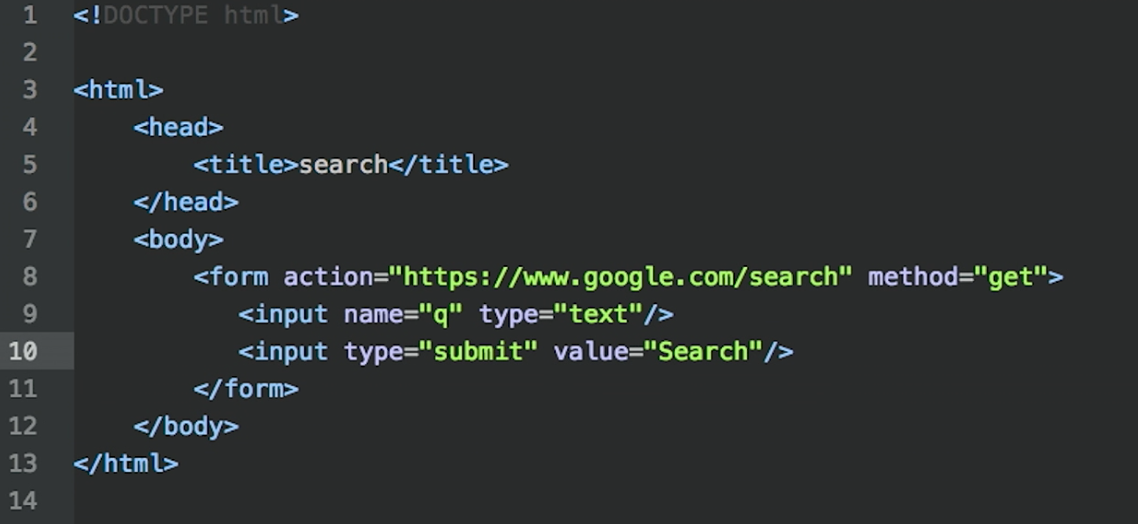 1 <!DOCTYPE html>
2
3 <html>
4     <head>
5         <title>search</title>
6     </head>
7     <body>
8         <form action="https://www.google.com/search" method="get">
9            <input name="q" type="text"/>
10            <input type="submit" value="Search"/>
11         </form>
12     </body>
13 </html>
14